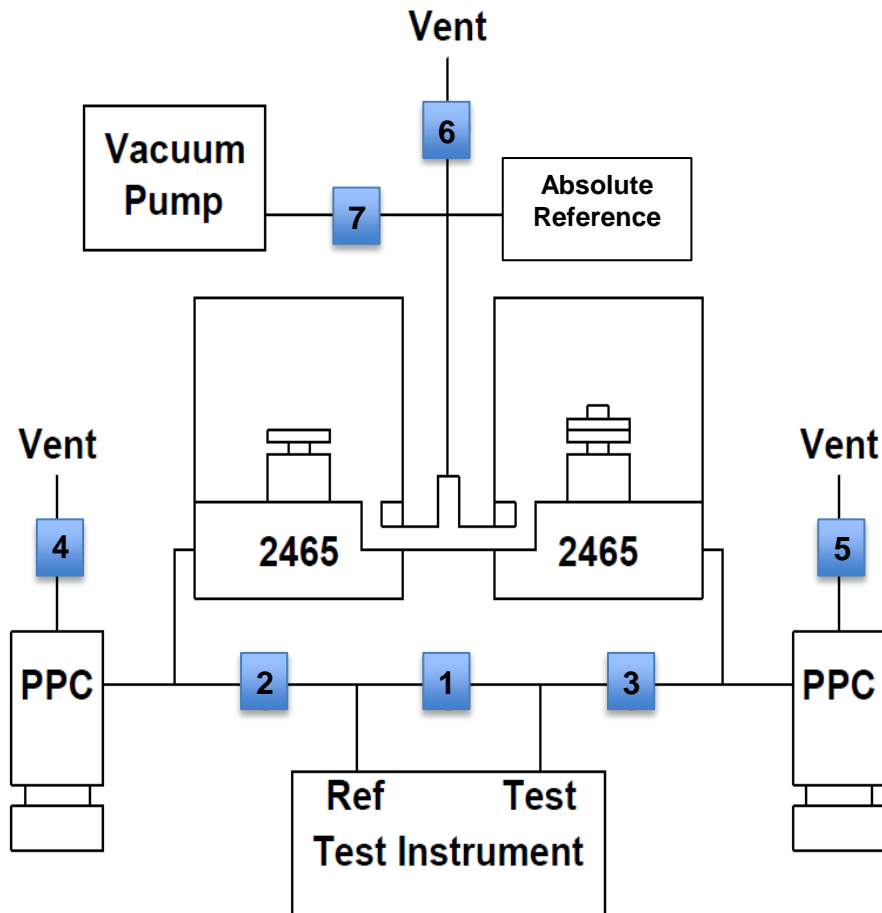 Vent
6
Vacuum
Pump
7
Absolute
Reference
Vent
4
2465
2465
Vent
5
PPC
2
1
3
PPC
Ref
Test
Test Instrument